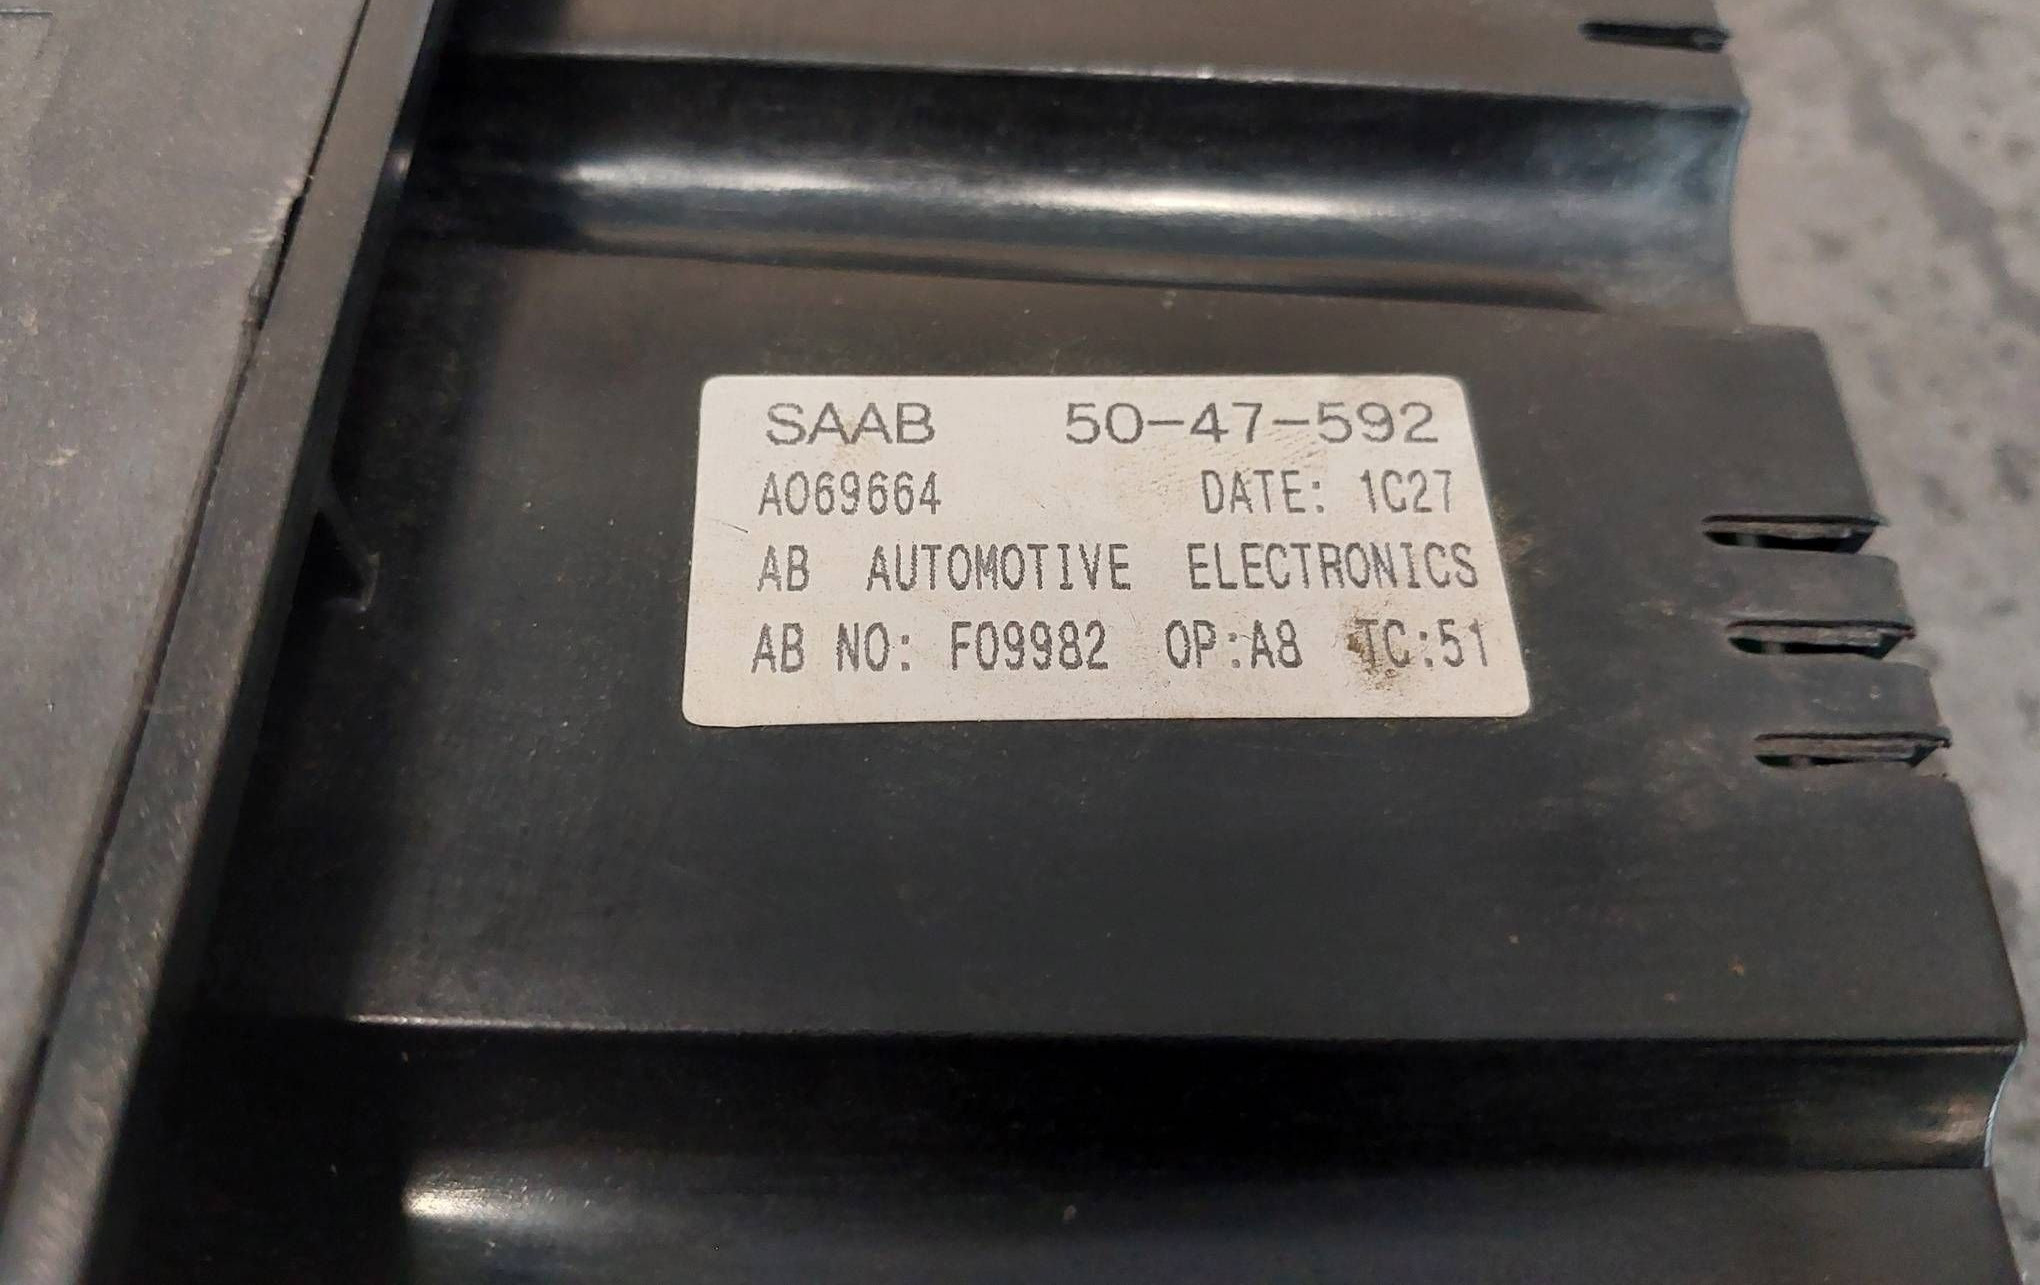 SAAB 50-47-592
A069664 DATE: 1C27
AB AUTOMOTIVE ELECTRONICS
AB NO: F09982 OP:A8 TC:51